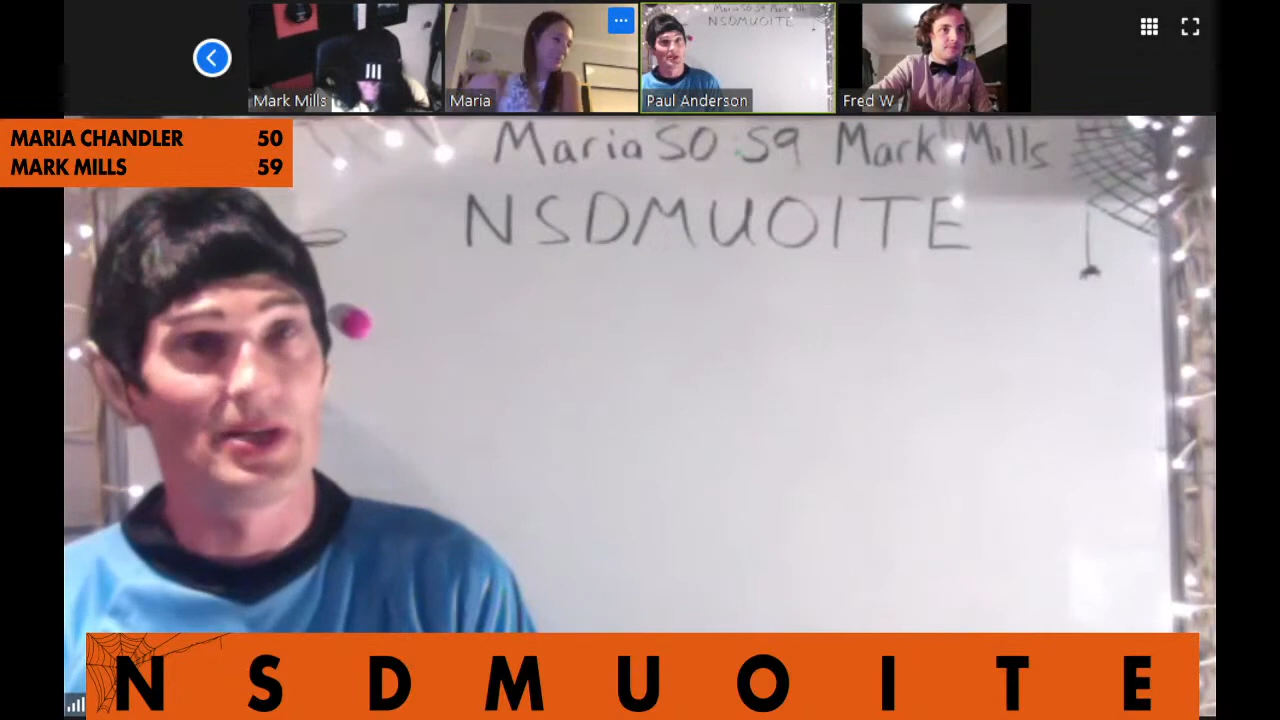 Mark Mills
Maria
Paul Anderson
Fred W
MARIA CHANDLER 50
MARK MILLS 59
Maria 50 59 Mark Mills
NSDMUOITE
N S D M U O I T E